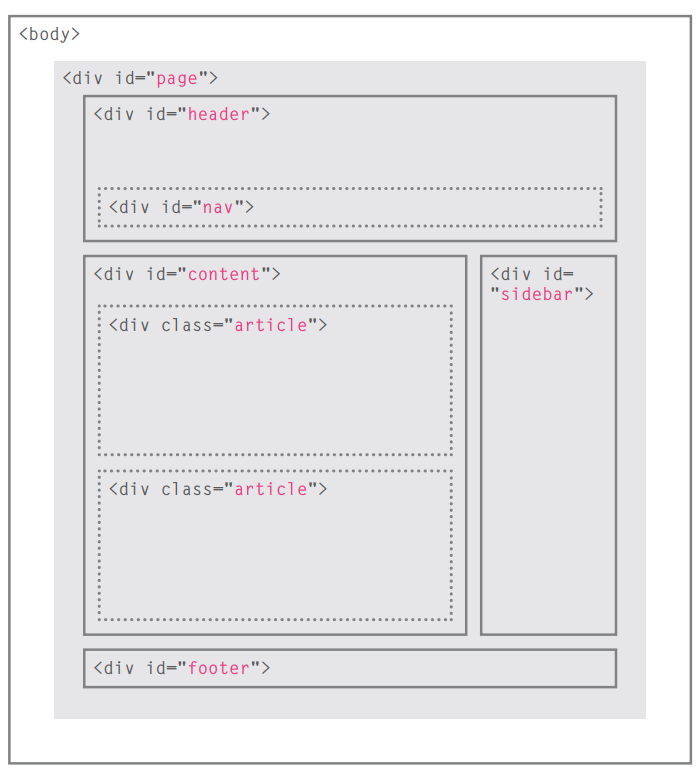 <body>
<div id="page">
<div id="header">
<div id="nav">
<div id="content">
<div class="article">
<div class="article">
<div id=
"sidebar">
<div id="footer">